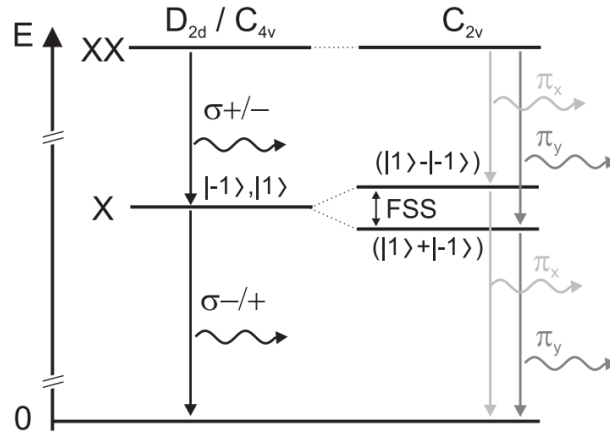 E
D2d / C4v
C2v
XX
σ+/−
πx
πy
(|1⟩-|-1⟩)
|-1⟩,|1⟩
X
FSS
(|1⟩+|-1⟩)
σ−/+
πx
πy
0